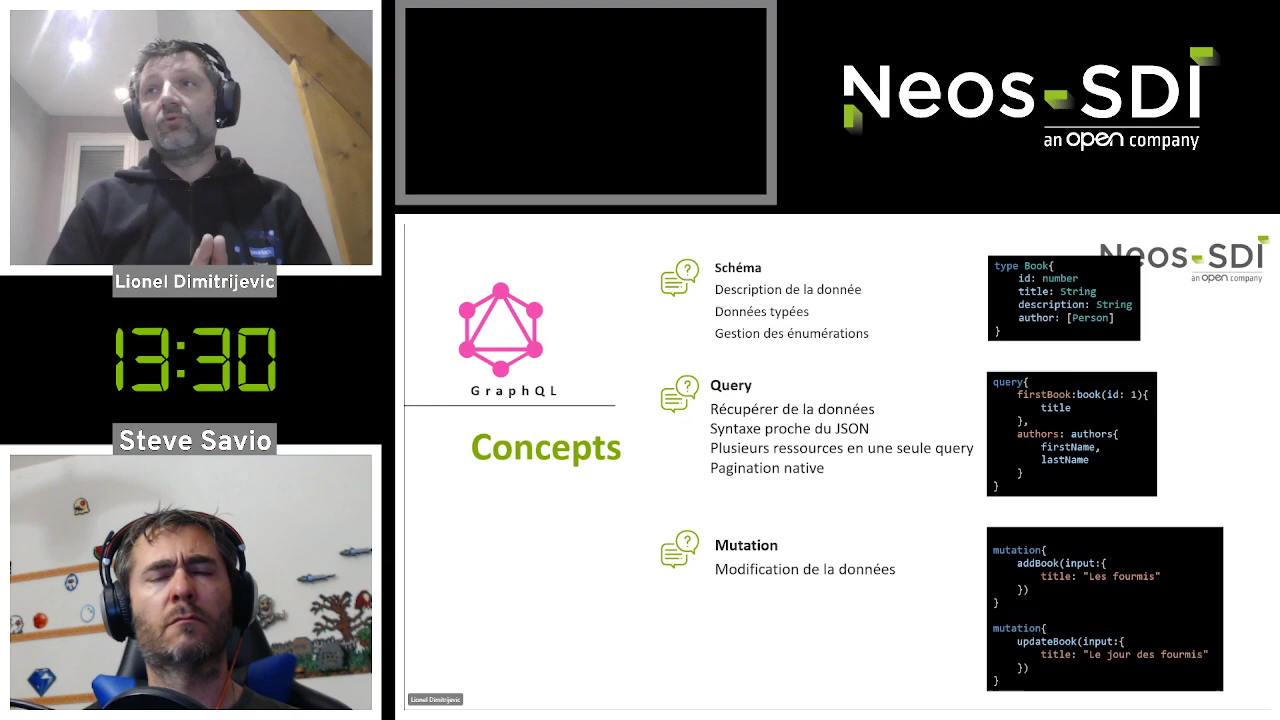 Lionel Dimitrijevic
13:30
Steve Savio
Neos-SDI
an open company
GraphQL
Concepts
Schéma
Description de la donnée
Données typées
Gestion des énumérations
Query
Récupérer de la données
Syntaxe proche du JSON
Plusieurs ressources en une seule query
Pagination native
Mutation
Modification de la données
Neos-SDI
an open company
type Book{
id: number
title: String
description: String
author: [Person]
}
query{
firstBook:book(id: 1){
title
},
authors: authors{
firstName,
lastName
}
}
mutation{
addBook(input:{
title: "Les fourmis"
})
}
mutation{
updateBook(input:{
title: "Le jour des fourmis"
})
}
Lionel Dimitrijevic